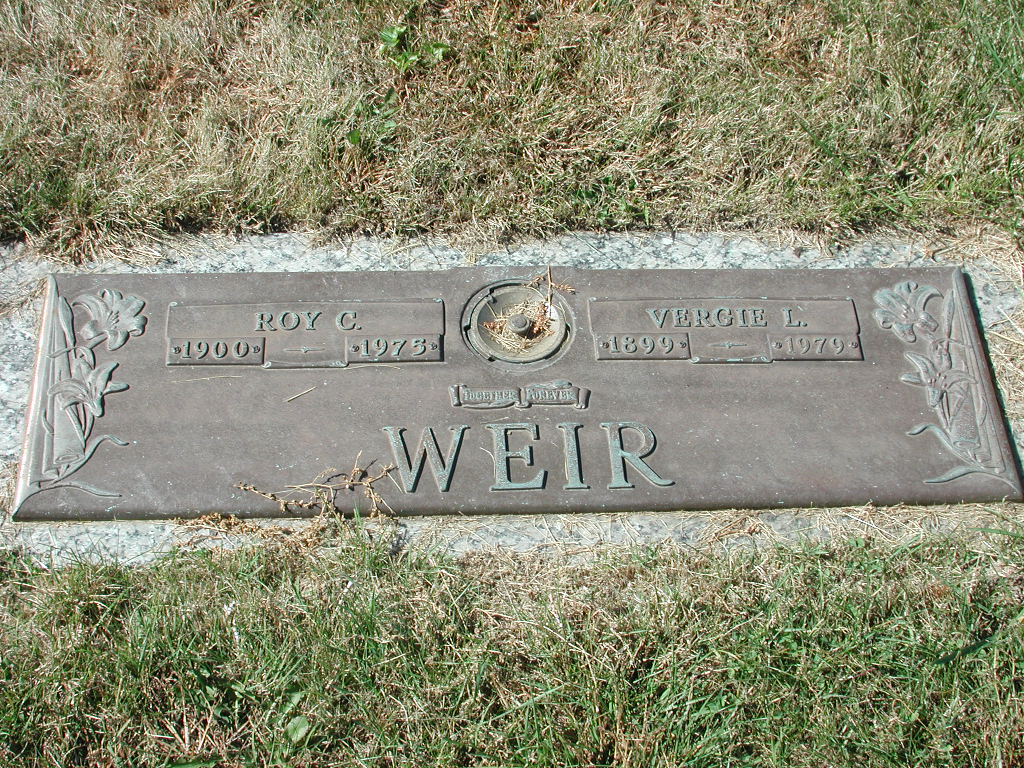 ROY C.
1900 — 1975
VERGIE L.
1899 — 1979
TOGETHER FOREVER
WEIR